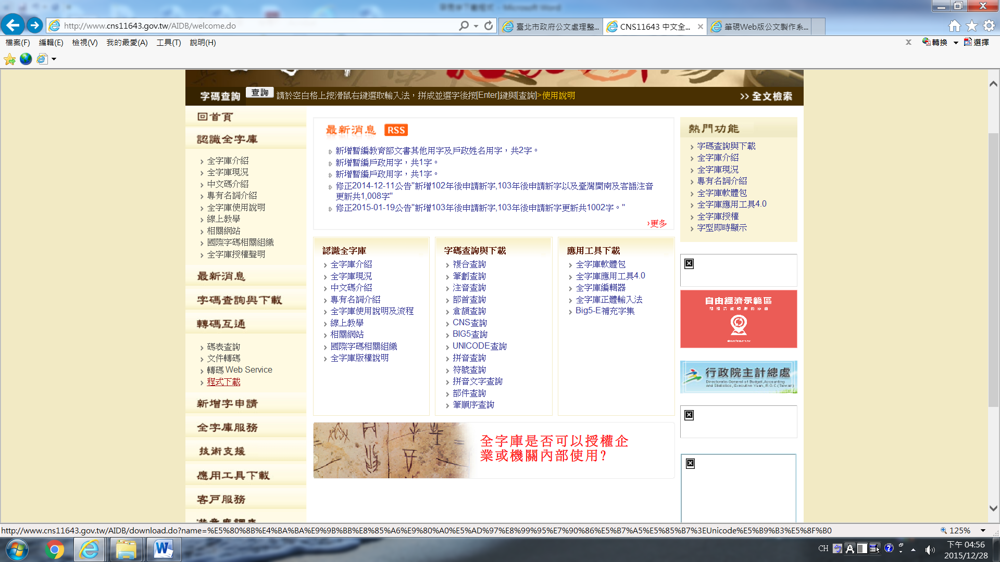 http://www.cns11643.gov.tw/AIDB/welcome.do
臺北市政府公文處理整...
CNS11643 中文全...
筆硯Web版公文製作系...
檔案(F) 編輯(E) 檢視(V) 我的最愛(A) 工具(T) 說明(H)
轉換
選擇
字碼查詢 查詢 請於空白格上按滑鼠右鍵選取輸入法，拼成並選字後按[Enter]鍵與[查詢]>使用說明
>> 全文檢索
回首頁
認識全字庫
全字庫介紹
全字庫現況
中文碼介紹
專有名詞介紹
全字庫使用說明
線上教學
相關網站
國際字碼相關組織
全字庫授權聲明
最新消息
字碼查詢與下載
轉碼互通
碼表查詢
文件轉碼
轉碼 Web Service
程式下載
新增字申請
全字庫服務
技術支援
應用工具下載
客戶服務
最新消息 RSS
新增暫編教育部文書其他用字及戶政姓名用字，共2字。
新增暫編戶政用字，共1字。
新增暫編戶政用字，共1字。
修正2014-12-11公告"新增102年後申請新字,103年後申請新字以及臺灣閩南及客語注音
更新共1,008字"
修正2015-01-19公告"新增103年後申請新字,103年後申請新字更新共1002字。"
›更多
認識全字庫
全字庫介紹
全字庫現況
中文碼介紹
專有名詞介紹
全字庫使用說明及流程
線上教學
相關網站
國際字碼相關組織
全字庫版權說明
字碼查詢與下載
複合查詢
筆劃查詢
注音查詢
部首查詢
倉頡查詢
CNS查詢
BIG5查詢
UNICODE查詢
拼音查詢
符號查詢
拼音文字查詢
部件查詢
筆順序查詢
應用工具下載
全字庫軟體包
全字庫應用工具4.0
全字庫編輯器
全字庫正體輸入法
Big5-E補充字集
全字庫是否可以授權企
業或機關內部使用?
熱門功能
字碼查詢與下載
全字庫介紹
全字庫現況
專有名詞介紹
全字庫軟體包
全字庫應用工具4.0
全字庫授權
字型即時顯示
自由經濟示範區
行政院主計總處
Directorate-General of Budget,Accounting
and Statistics, Executive Yuan, R.O.C.(Taiwan)
http://www.cns11643.gov.tw/AIDB/download.do?name=%E5%80%8B%E4%BA%BA%E9%9B%BB%E8%85%A6%E9%80%A0%E5%AD%97%E8%99%95%E7%90%86%E5%B7%A5%E5%85%B7%3EUnicode%E5%B9%B3%E5%8F%B0
125%
CH
下午 04:56
2015/12/28